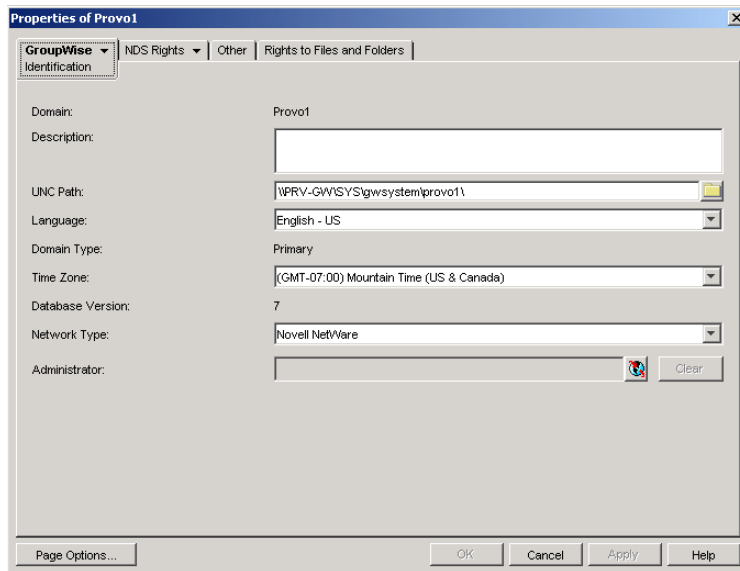 Properties of Provo1
GroupWise NDS Rights Other Rights to Files and Folders
Identification
Domain: Provo1
Description:
UNC Path: \\PRV-GW\SYS\gwsystem\provo1\
Language: English - US
Domain Type: Primary
Time Zone: (GMT-07:00) Mountain Time (US & Canada)
Database Version: 7
Network Type: Novell NetWare
Administrator: Clear
Page Options... OK Cancel Apply Help